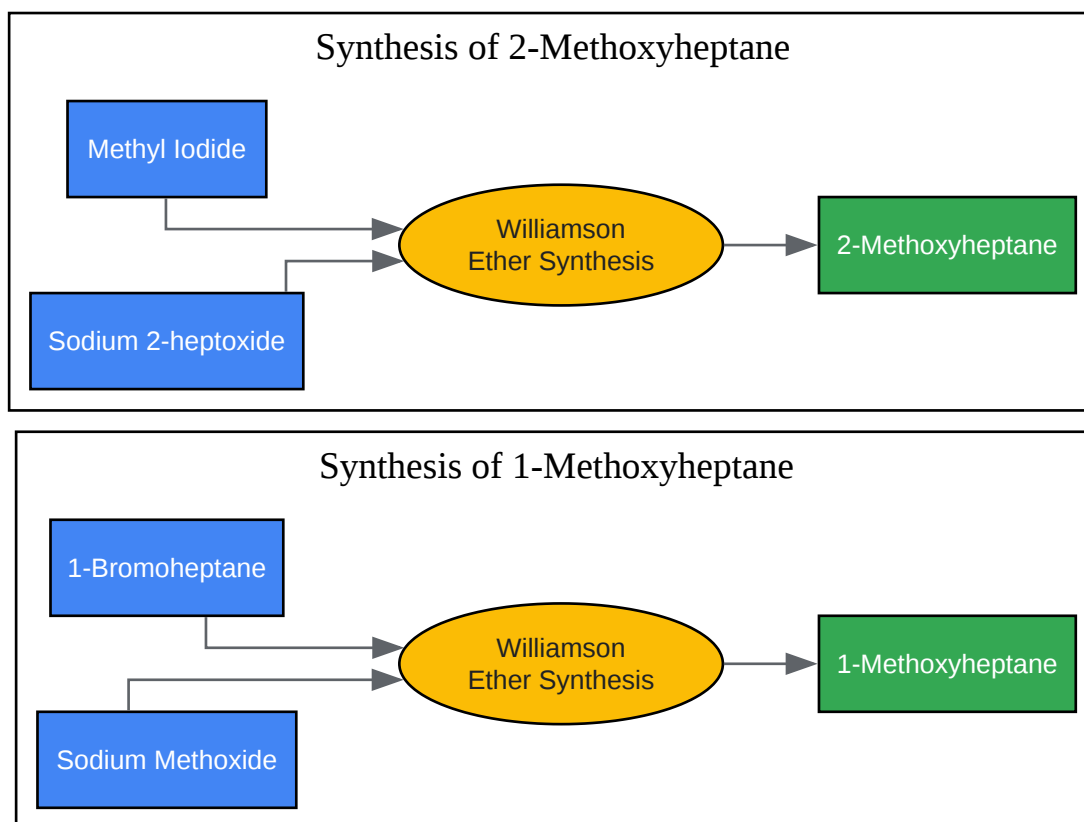 Synthesis of 2-Methoxyheptane
Methyl Iodide
Sodium 2-heptoxide
Williamson
Ether Synthesis
2-Methoxyheptane
Synthesis of 1-Methoxyheptane
1-Bromoheptane
Sodium Methoxide
Williamson
Ether Synthesis
1-Methoxyheptane